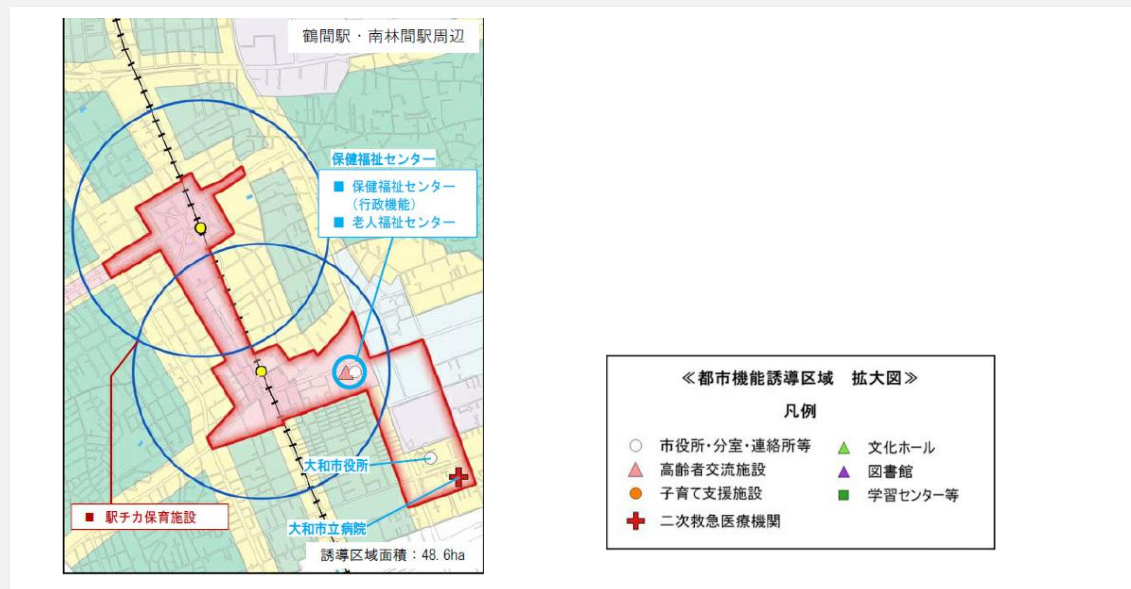 鶴間駅・南林間駅周辺
保健福祉センター
■ 保健福祉センター
（行政機能）
■ 老人福祉センター
大和市役所
■ 駅チカ保育施設
大和市立病院
誘導区域面積：48.6ha
≪都市機能誘導区域　拡大図≫
凡例
市役所・分室・連絡所等
文化ホール
高齢者交流施設
図書館
子育て支援施設
学習センター等
二次救急医療機関